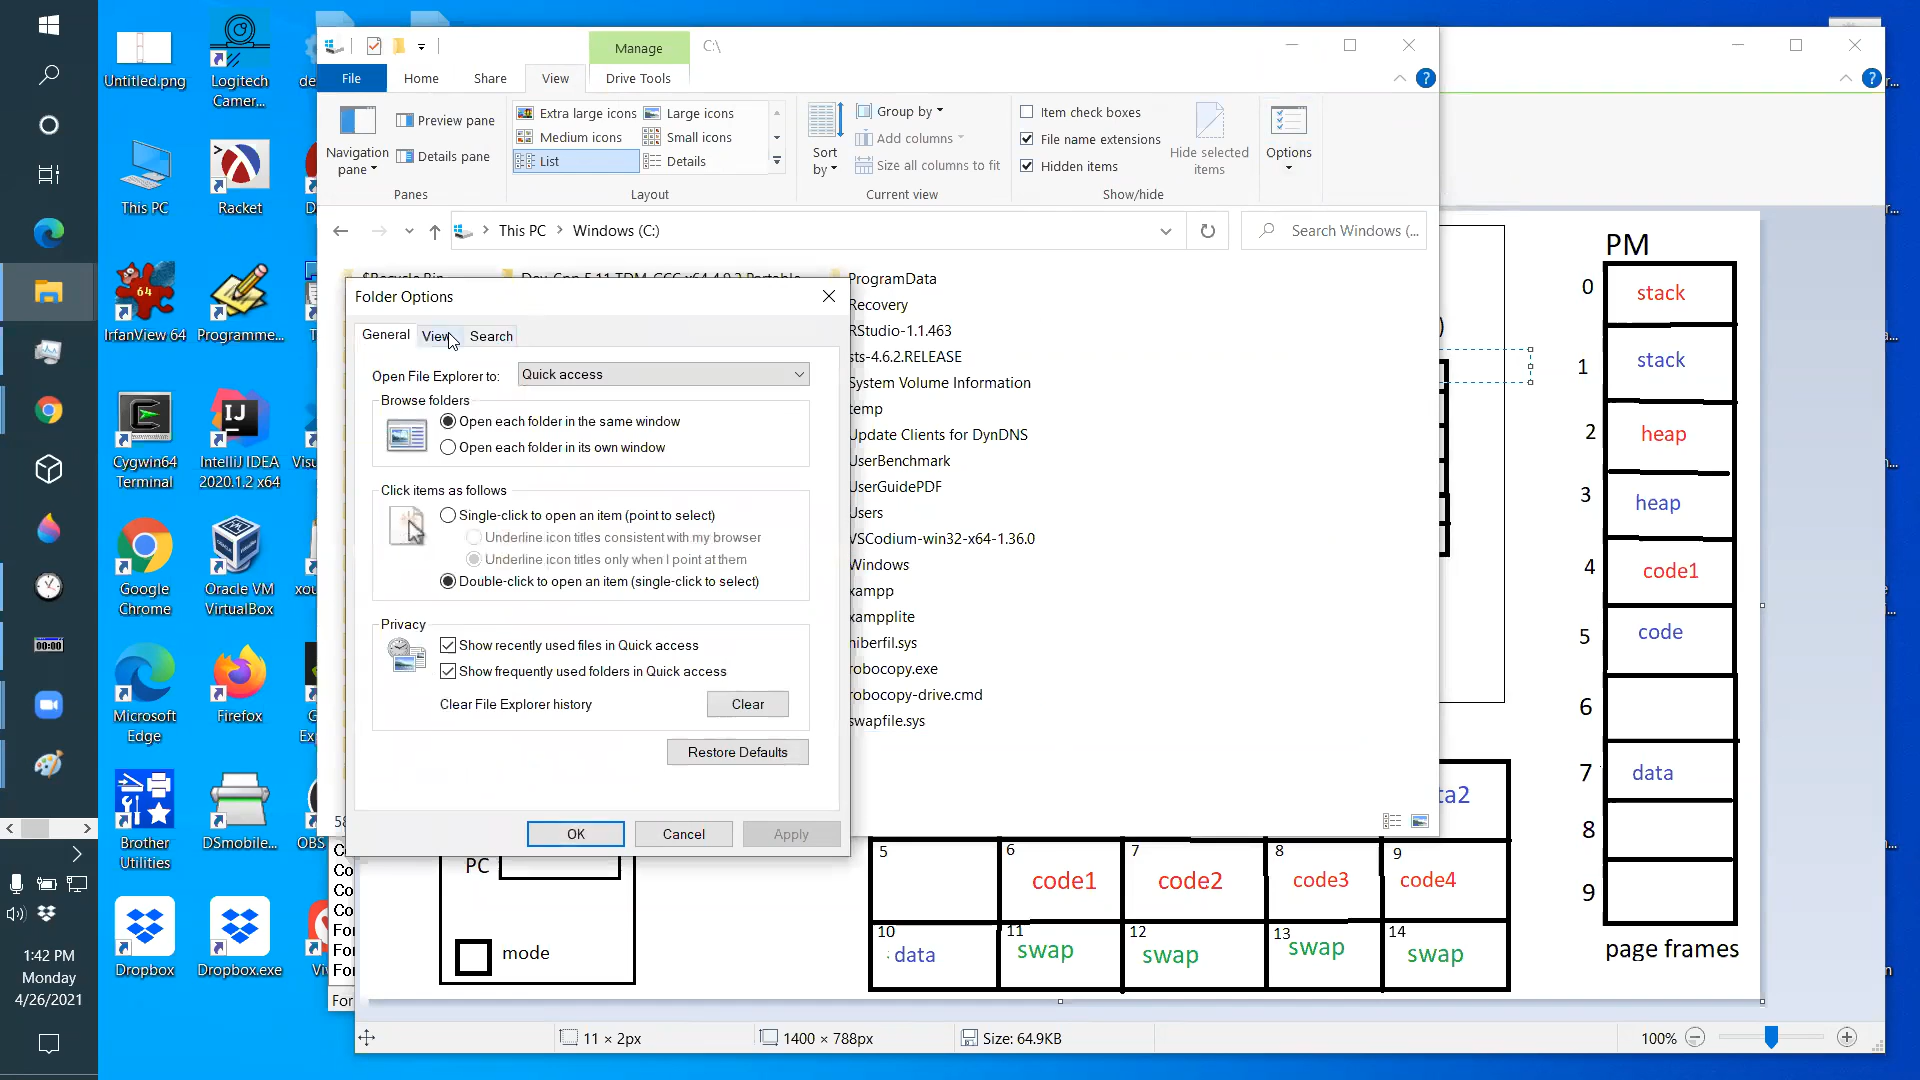 Untitled.png
Logitech Camer...
This PC
Racket
IrfanView 64
Programme...
Cygwin64 Terminal
IntelliJ IDEA 2020.1.2 x64
Google Chrome
Oracle VM VirtualBox
Microsoft Edge
Firefox
Brother Utilities
DSmobile...
OBS
Dropbox
Dropbox.exe
1:42 PM
Monday
4/26/2021
Manage
C:\
File
Home
Share
View
Drive Tools
Navigation pane
Preview pane
Details pane
Panes
Extra large icons
Large icons
Medium icons
Small icons
List
Details
Layout
Sort by
Group by
Add columns
Size all columns to fit
Current view
Item check boxes
File name extensions
Hidden items
Hide selected items
Show/hide
Options
This PC
Windows (C:)
Search Windows (...
ProgramData
Recovery
RStudio-1.1.463
sts-4.6.2.RELEASE
System Volume Information
temp
Update Clients for DynDNS
UserBenchmark
UserGuidePDF
Users
VSCodium-win32-x64-1.36.0
Windows
xampp
xampplite
hiberfil.sys
robocopy.exe
robocopy-drive.cmd
swapfile.sys
Folder Options
General
View
Search
Open File Explorer to:
Quick access
Browse folders
Open each folder in the same window
Open each folder in its own window
Click items as follows
Single-click to open an item (point to select)
Underline icon titles consistent with my browser
Underline icon titles only when I point at them
Double-click to open an item (single-click to select)
Privacy
Show recently used files in Quick access
Show frequently used folders in Quick access
Clear File Explorer history
Clear
Restore Defaults
OK
Cancel
Apply
PM
0 stack
1 stack
2 heap
3 heap
4 code1
5 code
6
7 data
8
9
page frames
PC
mode
ta2
5
6 code1
7 code2
8 code3
9 code4
10 data
11 swap
12 swap
13 swap
14 swap
11 × 2px
1400 × 788px
Size: 64.9KB
100%